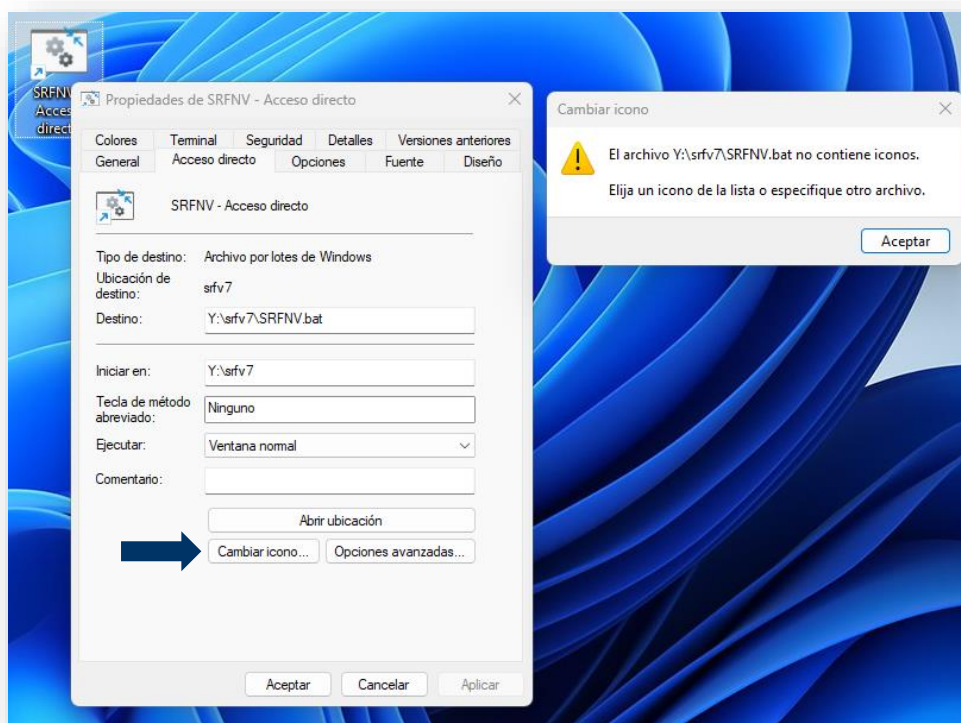 SRFNV
Acces
direct
Propiedades de SRFNV - Acceso directo
Colores Terminal Seguridad Detalles Versiones anteriores
General Acceso directo Opciones Fuente Diseño
SRFNV - Acceso directo
Tipo de destino: Archivo por lotes de Windows
Ubicación de
destino: srfv7
Destino: Y:\srfv7\SRFNV.bat
Iniciar en: Y:\srfv7
Tecla de método
abreviado: Ninguno
Ejecutar: Ventana normal
Comentario:
Abrir ubicación
Cambiar icono... Opciones avanzadas...
Aceptar Cancelar Aplicar
Cambiar icono
El archivo Y:\srfv7\SRFNV.bat no contiene iconos.
Elija un icono de la lista o especifique otro archivo.
Aceptar